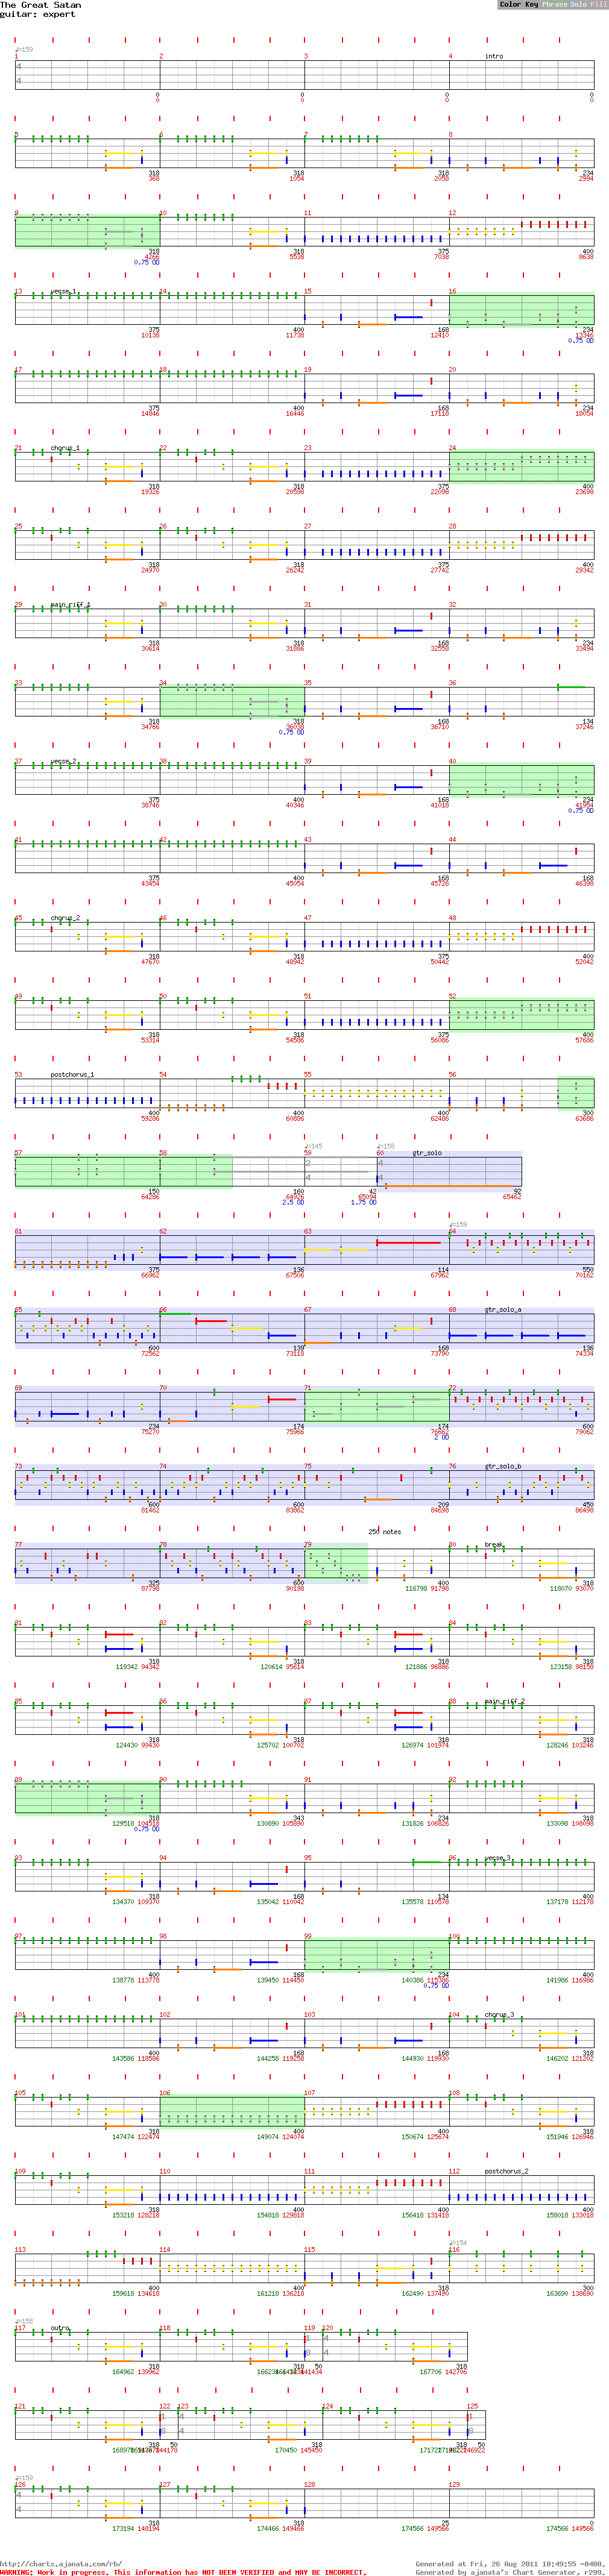 The Great Satan
guitar: expert
Color Key Phrase Solo Fill
♩=159
1 2 3 4 intro
4
4
0 0 0 0
0 0 0 0
5 6 7 8
318 318 318 234
368 1054 2058 2994
9 10 11 12
318 318 375 400
4266 5538 7038 8638
0.75 OD
13 verse_1 14 15 16
375 400 168 234
10138 11738 12410 13346
0.75 OD
17 18 19 20
375 400 168 234
14846 16446 17118 18054
21 chorus_1 22 23 24
318 318 375 400
19326 20598 22098 23698
25 26 27 28
318 318 375 400
24970 26242 27742 29342
29 main_riff_1 30 31 32
318 318 168 234
30614 31886 32558 33494
33 34 35 36
318 318 168 134
34766 36038 36710 37246
0.75 OD
37 verse_2 38 39 40
375 400 168 234
38746 40346 41018 41954
0.75 OD
41 42 43 44
375 400 168 168
43454 45054 45726 46398
45 chorus_2 46 47 48
318 318 375 400
47670 48942 50442 52042
49 50 51 52
318 318 375 400
53314 54586 56086 57686
53 postchorus_1 54 55 56
400 400 400 300
59286 60886 62486 63686
♩=145 ♩=158
57 58 59 60 gtr_solo
2 4
4 4
150 160 42 92
64286 64926 65094 65462
2.5 OD 1.75 OD
♩=159
61 62 63 64
375 136 114 550
66962 67506 67962 70162
65 66 67 68 gtr_solo_a
600 139 168 136
72562 73118 73790 74334
69 70 71 72
234 174 174 600
75270 75966 76662 79062
2 OD
73 74 75 76 gtr_solo_b
600 600 209 450
81462 83862 84698 86498
250 notes
77 78 79 80 break
325 600 400 318
87798 90198 116798 91798 118070 93070
81 82 83 84
318 318 318 318
119342 94342 120614 95614 121886 96886 123158 98158
85 86 87 88 main_riff_2
318 318 318 318
124430 99430 125702 100702 126974 101974 128246 103246
89 90 91 92
318 343 234 318
129518 104518 130890 105890 131826 106826 133098 108098
0.75 OD
93 94 95 96 verse_3
318 168 134 400
134370 109370 135042 110042 135578 110578 137178 112178
97 98 99 100
400 168 234 400
138778 113778 139450 114450 140386 115386 141986 116986
0.75 OD
101 102 103 104 chorus_3
400 168 168 318
143586 118586 144258 119258 144930 119930 146202 121202
105 106 107 108
318 400 400 318
147474 122474 149074 124074 150674 125674 151946 126946
109 110 111 112 postchorus_2
318 400 400 400
153218 128218 154818 129818 156418 131418 158018 133018
♩=154
113 114 115 116
400 400 318 300
159618 134618 161218 136218 162490 137490 163690 138690
♩=158
117 outro 118 119 120
1 4
8 4
318 318 50 318
164962 139962 167706 142706
121 122 123 124 125
1 4 1
8 4 8
318 50 318 318 50
170450 145450
♩=159
126 127 128 129
4
4
318 318 25 0
173194 148194 174466 149466 174566 149566 174566 149566
http://charts.ajanata.com/rb/
Generated at Fri, 26 Aug 2011 18:49:55 -0400.
WARNING: Work in progress. This information has NOT BEEN VERIFIED and MAY BE INCORRECT.
Generated by ajanata's Chart Generator, r299.